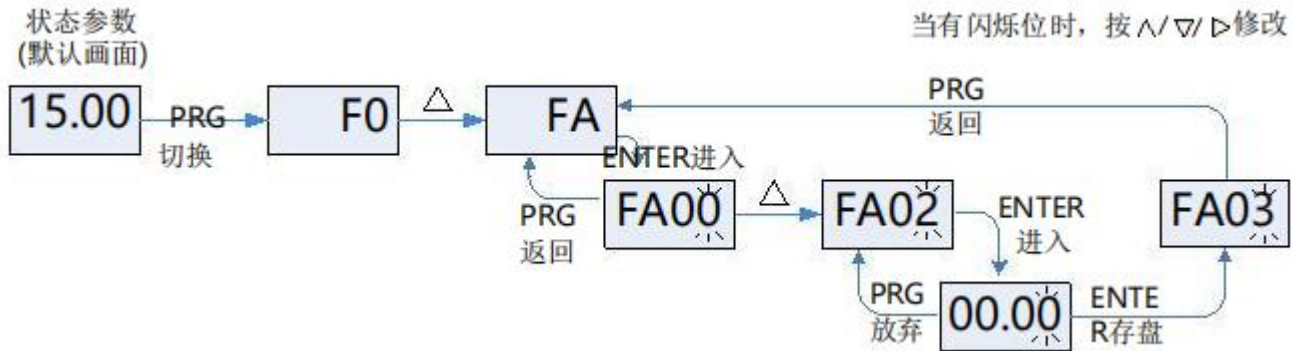 状态参数
(默认画面)
当有闪烁位时，按∧/▽/▷修改
15.00
PRG
切换
F0
△
FA
PRG
返回
ENTER进入
PRG
返回
FA00
△
FA02
ENTER
进入
FA03
PRG
放弃
00.00
ENTE
R存盘